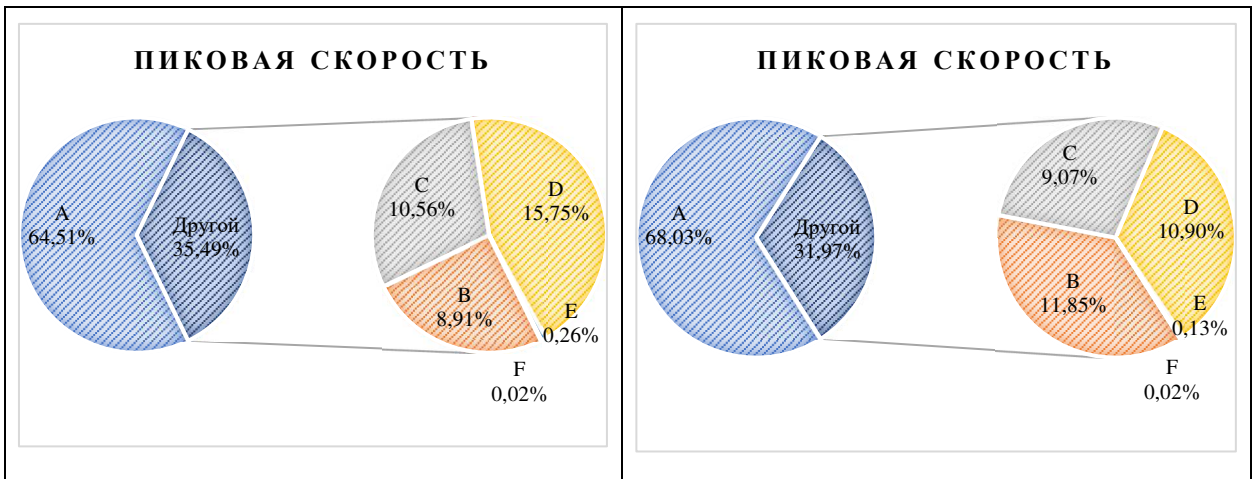 ПИКОВАЯ СКОРОСТЬ
A
64,51%
Другой
35,49%
C
10,56%
D
15,75%
B
8,91%
E
0,26%
F
0,02%
ПИКОВАЯ СКОРОСТЬ
A
68,03%
Другой
31,97%
C
9,07%
D
10,90%
B
11,85%
E
0,13%
F
0,02%